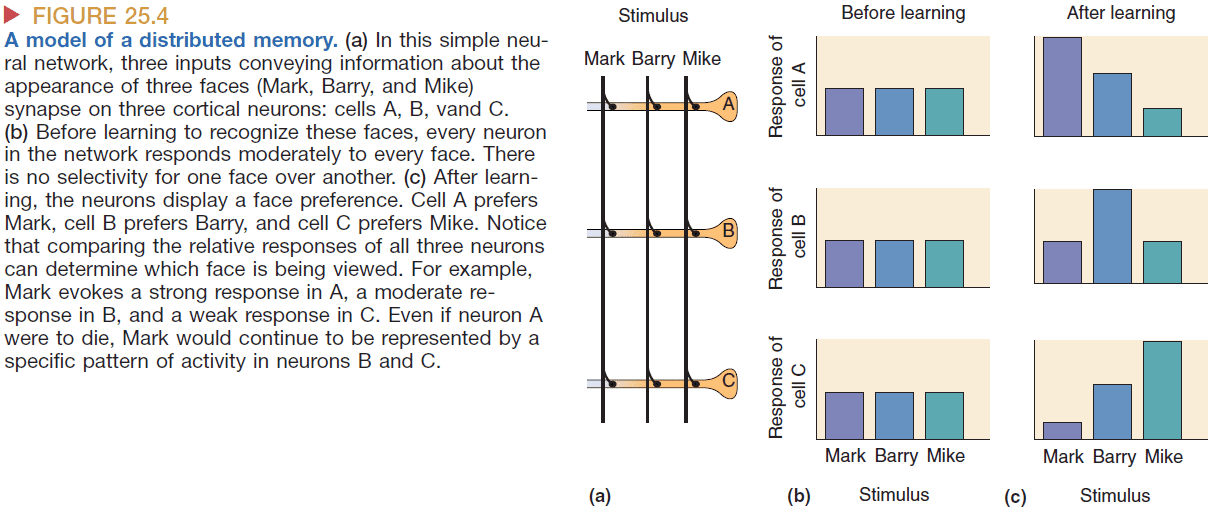 ▶ FIGURE 25.4
A model of a distributed memory. (a) In this simple neu-
ral network, three inputs conveying information about the
appearance of three faces (Mark, Barry, and Mike)
synapse on three cortical neurons: cells A, B, vand C.
(b) Before learning to recognize these faces, every neuron
in the network responds moderately to every face. There
is no selectivity for one face over another. (c) After learn-
ing, the neurons display a face preference. Cell A prefers
Mark, cell B prefers Barry, and cell C prefers Mike. Notice
that comparing the relative responses of all three neurons
can determine which face is being viewed. For example,
Mark evokes a strong response in A, a moderate re-
sponse in B, and a weak response in C. Even if neuron A
were to die, Mark would continue to be represented by a
specific pattern of activity in neurons B and C.
Stimulus
Mark Barry Mike
A
B
C
(a)
Before learning
Response of
cell A
Response of
cell B
Response of
cell C
Mark Barry Mike
(b) Stimulus
After learning
Mark Barry Mike
(c) Stimulus